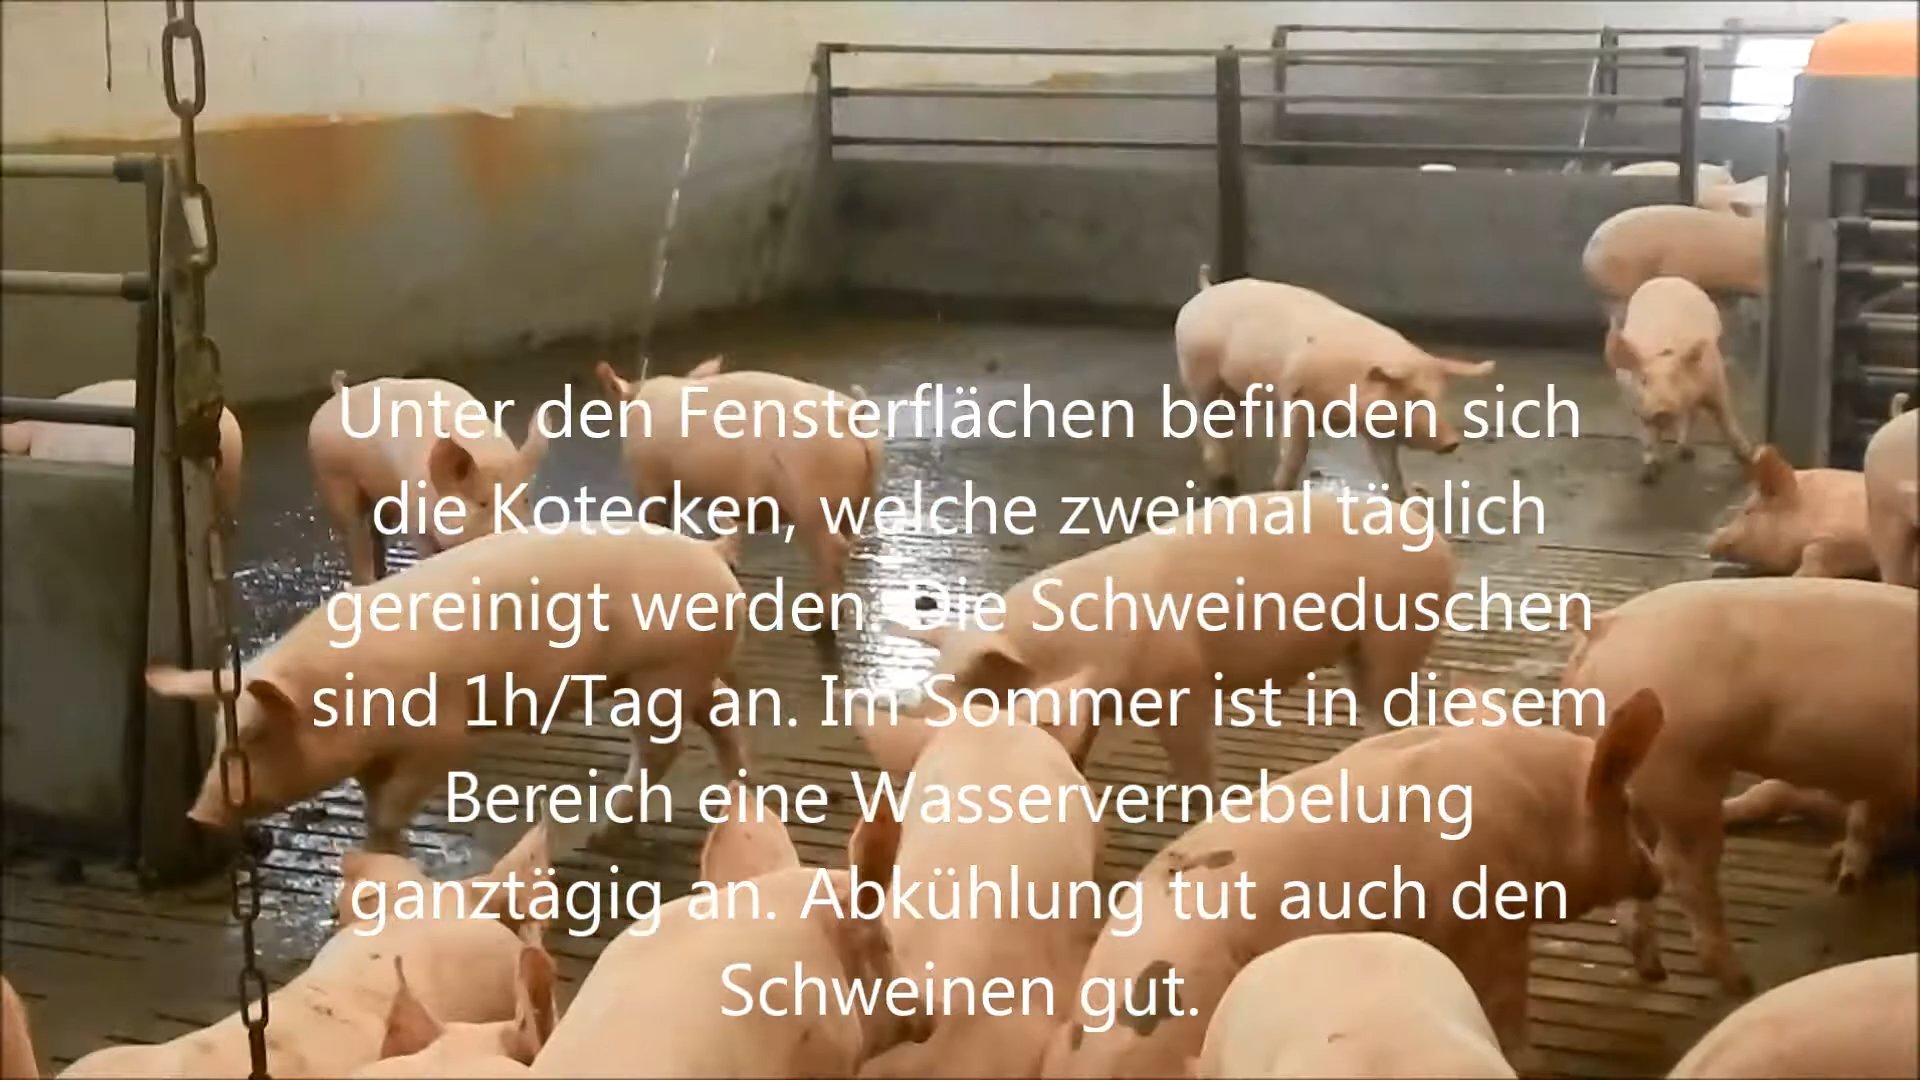 Unter den Fensterflächen befinden sich
die Kotecken, welche zweimal täglich
gereinigt werden. Die Schweineduschen
sind 1h/Tag an. Im Sommer ist in diesem
Bereich eine Wasservernebelung
ganztägig an. Abkühlung tut auch den
Schweinen gut.